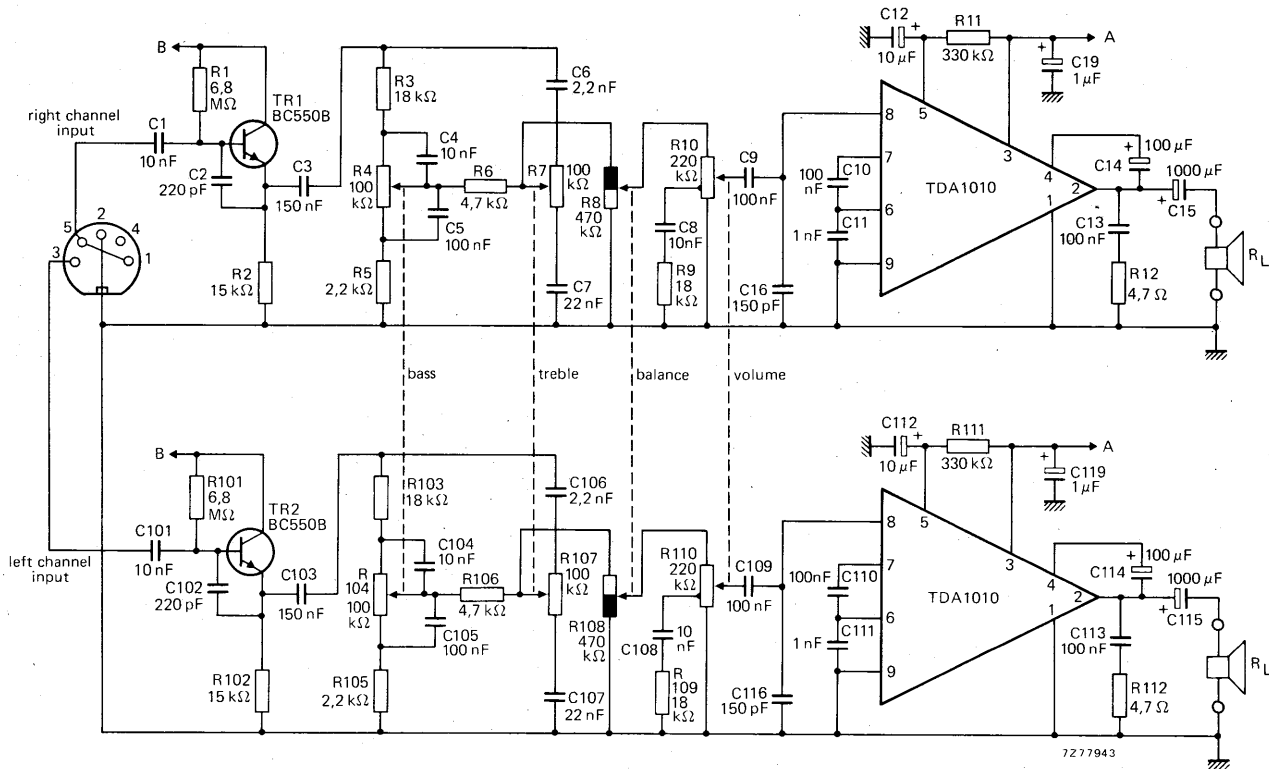 C12
+
R11
A
10 µF
330 kΩ
+
C19
1 µF
B
R1
6,8
MΩ
TR1
BC550B
R3
18 kΩ
C6
2,2 nF
right channel
input
C1
10 nF
C2
220 pF
C3
150 nF
C4
10 nF
R4
100
kΩ
R6
4,7 kΩ
R7
100
kΩ
C5
100 nF
R8
470
kΩ
R10
220
kΩ
C9
100 nF
C8
10 nF
R9
18
kΩ
8
7
6
9
5
3
4
2
1
100
nF
C10
C11
1 nF
TDA1010
+
100 µF
C14
1000 µF
+
C15
C13
100 nF
R12
4,7 Ω
R L
C16
150 pF
2
5
4
3
1
R2
15 kΩ
R5
2,2 kΩ
C7
22 nF
bass
treble
balance
volume
C112
+
R111
A
10 µF
330 kΩ
+
C119
1 µF
B
R101
6,8
MΩ
TR2
BC550B
R103
18 kΩ
C106
2,2 nF
left channel
input
C101
10 nF
C102
220 pF
C103
150 nF
C104
10 nF
R
104
100
kΩ
R106
4,7 kΩ
R107
100
kΩ
C105
100 nF
R108
470
kΩ
R110
220
kΩ
C109
100 nF
C108
10
nF
R
109
18
kΩ
8
7
6
9
5
3
4
2
1
100nF
C110
C111
1 nF
TDA1010
+
100 µF
C114
1000 µF
+
C115
C113
100 nF
R112
4,7 Ω
R L
C116
150 pF
R102
15 kΩ
R105
2,2 kΩ
C107
22 nF
7Z77943